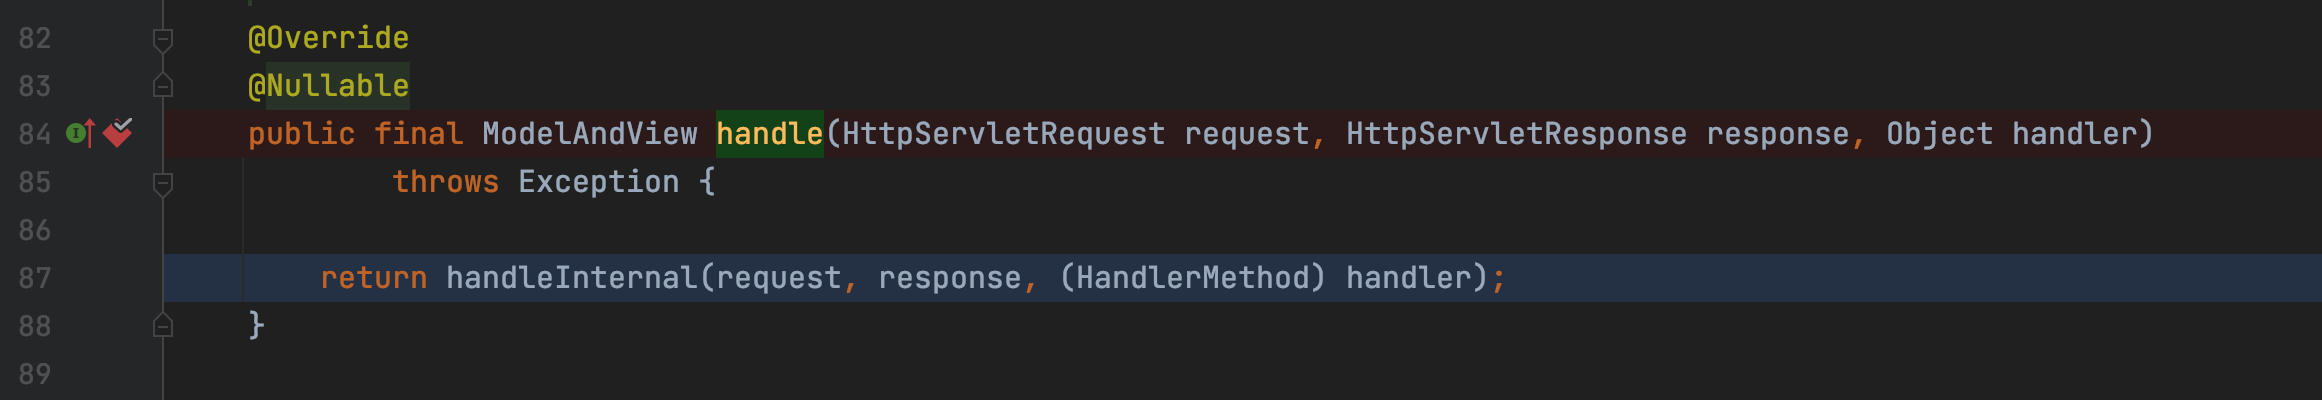 82 @Override
83 @Nullable
84 I public final ModelAndView handle(HttpServletRequest request, HttpServletResponse response, Object handler)
85 throws Exception {
86
87 return handleInternal(request, response, (HandlerMethod) handler);
88 }
89